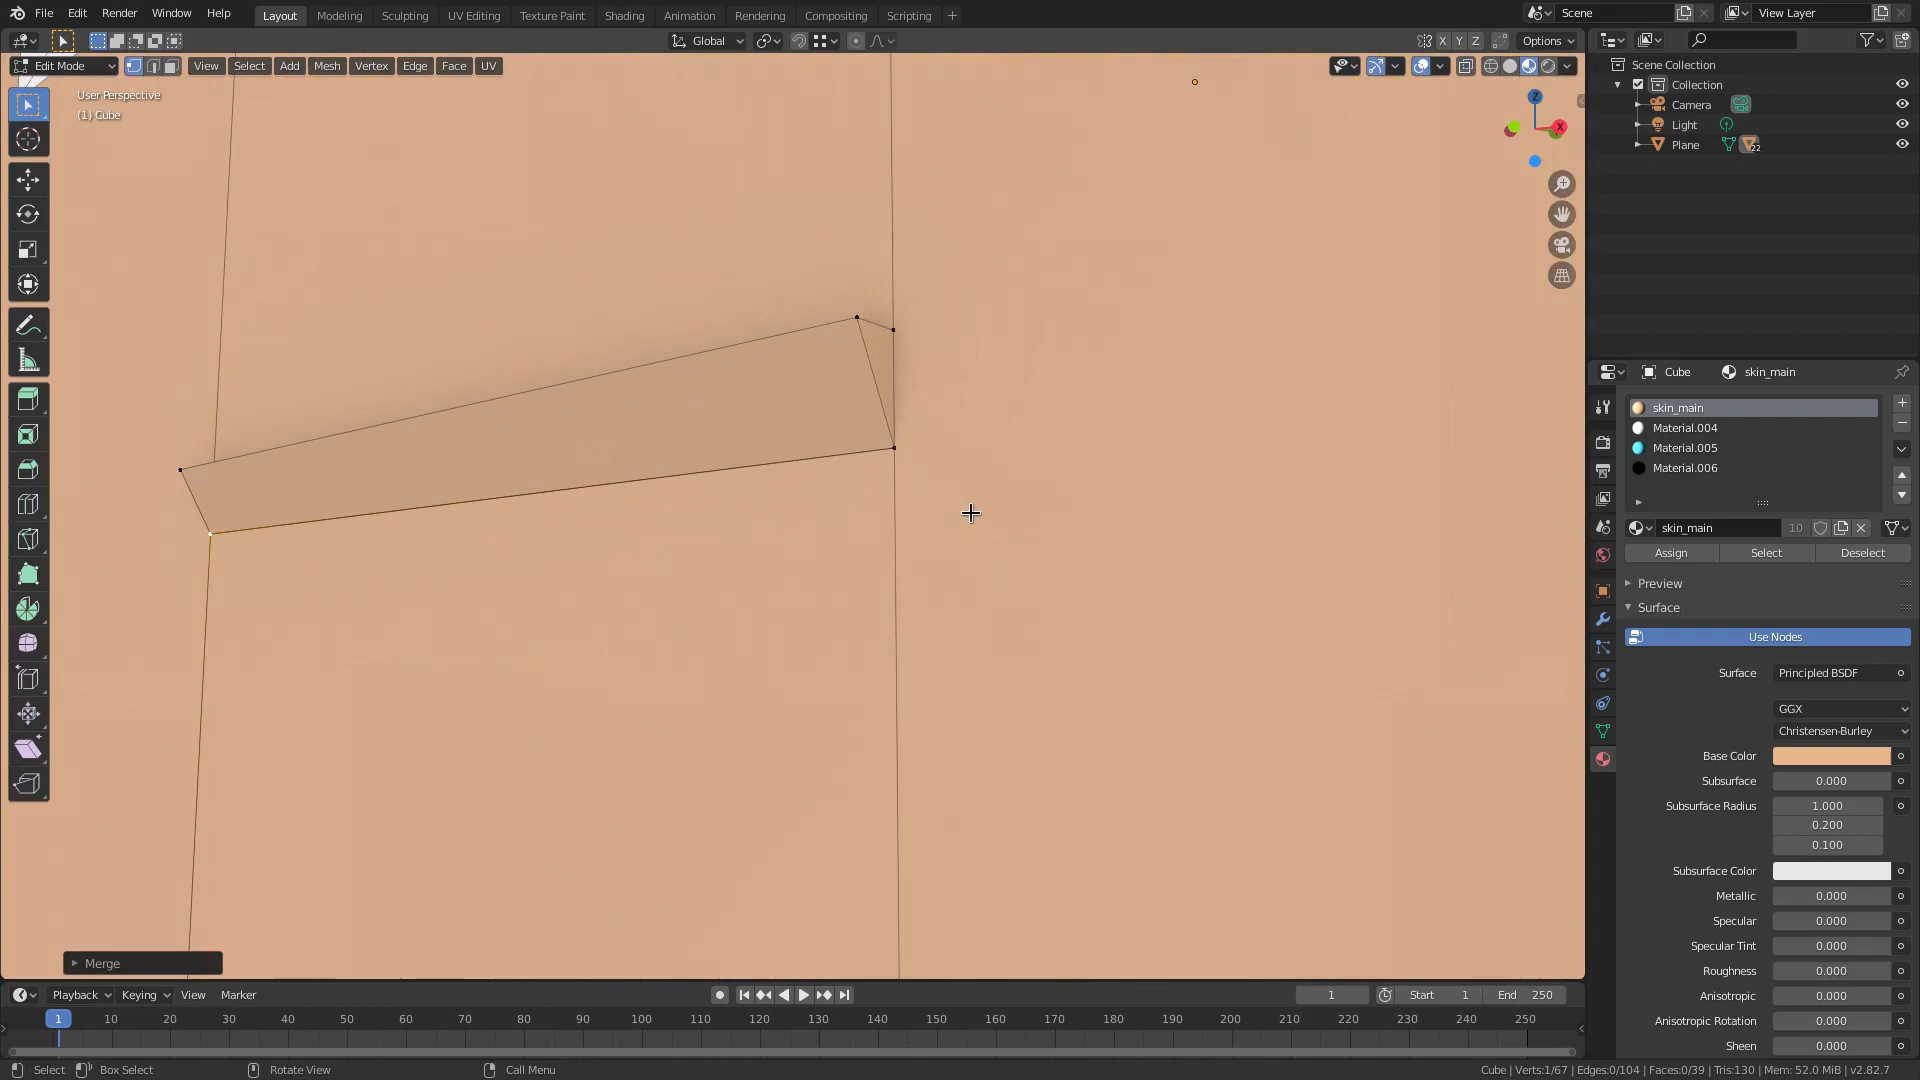 File Edit Render Window Help Layout Modeling Sculpting UV Editing Texture Paint Shading Animation Rendering Compositing Scripting + Scene View Layer
Global X Y Z Options
Edit Mode View Select Add Mesh Vertex Edge Face UV
User Perspective
(1) Cube
Z
X
Scene Collection
Collection
Camera
Light
Plane 22
Cube skin_main
skin_main
Material.004
Material.005
Material.006
skin_main 10
Assign Select Deselect
Preview
Surface
Use Nodes
Surface Principled BSDF
GGX
Christensen-Burley
Base Color
Subsurface 0.000
Subsurface Radius 1.000
0.200
0.100
Subsurface Color
Metallic 0.000
Specular 0.000
Specular Tint 0.000
Roughness 0.000
Anisotropic 0.000
Anisotropic Rotation 0.000
Sheen 0.000
Merge
Playback Keying View Marker 1 Start 1 End 250
1 10 20 30 40 50 60 70 80 90 100 110 120 130 140 150 160 170 180 190 200 210 220 230 240 250
Select Box Select Rotate View Call Menu Cube | Verts:1/67 | Edges:0/104 | Faces:0/39 | Tris:130 | Mem: 52.0 MiB | v2.82.7